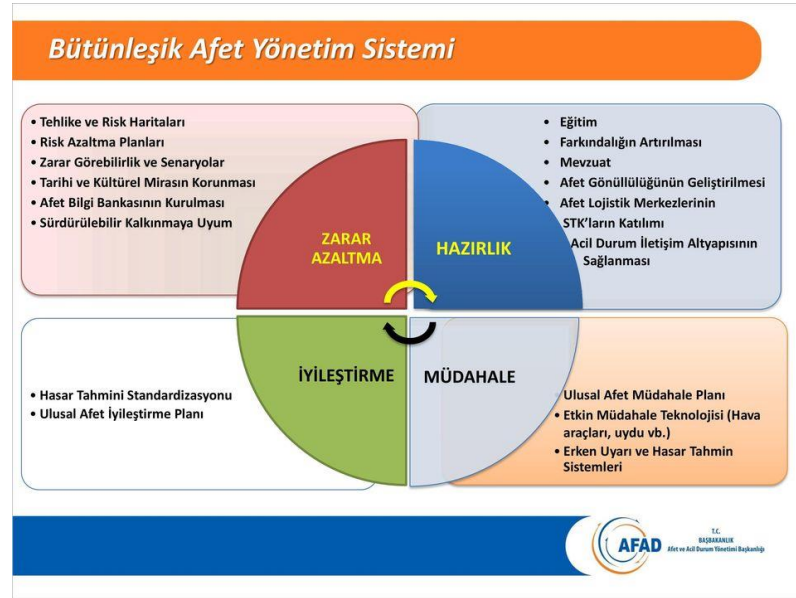 Bütünleşik Afet Yönetim Sistemi
• Tehlike ve Risk Haritaları
• Risk Azaltma Planları
• Zarar Görebilirlik ve Senaryolar
• Tarihi ve Kültürel Mirasın Korunması
• Afet Bilgi Bankasının Kurulması
• Sürdürülebilir Kalkınmaya Uyum
• Eğitim
• Farkındalığın Artırılması
• Mevzuat
• Afet Gönüllülüğünün Geliştirilmesi
• Afet Lojistik Merkezlerinin
STK'ların Katılımı
Acil Durum İletişim Altyapısının
Sağlanması
ZARAR
AZALTMA
HAZIRLIK
İYİLEŞTİRME
MÜDAHALE
• Hasar Tahmini Standardizasyonu
• Ulusal Afet İyileştirme Planı
Ulusal Afet Müdahale Planı
• Etkin Müdahale Teknolojisi (Hava
araçları, uydu vb.)
• Erken Uyarı ve Hasar Tahmin
Sistemleri
AFAD
T.C.
BAŞBAKANLIK
Afet ve Acil Durum Yönetimi Başkanlığı